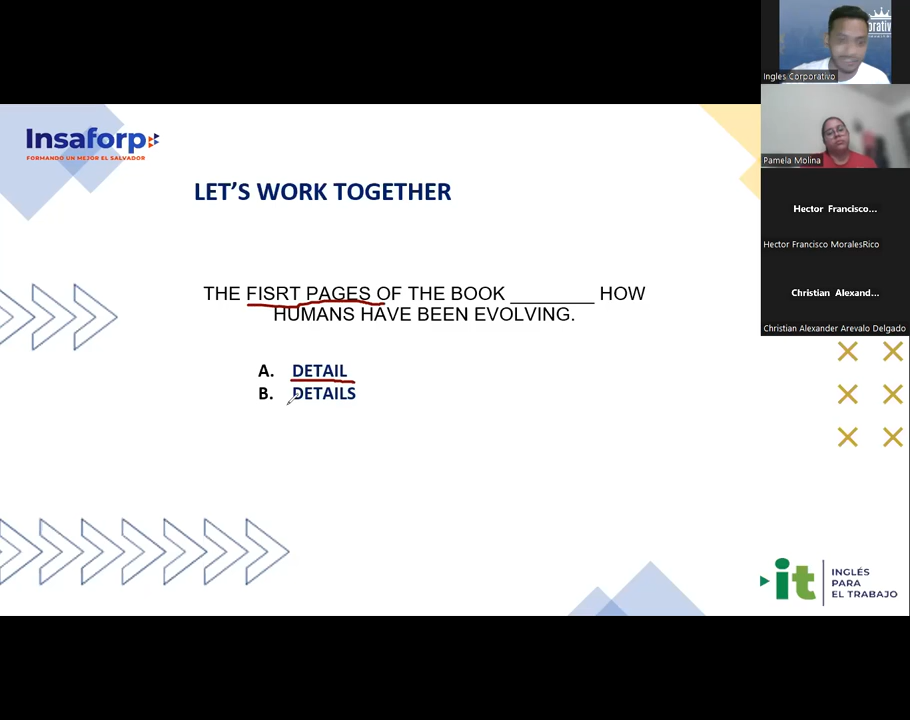 Insaforp
FORMANDO UN MEJOR EL SALVADOR
LET'S WORK TOGETHER
THE FISRT PAGES OF THE BOOK ________ HOW
HUMANS HAVE BEEN EVOLVING.
A. DETAIL
B. DETAILS
it
INGLÉS
PARA
EL TRABAJO
Ingles Corporativo
Pamela Molina
Hector Francisco...
Hector Francisco MoralesRico
Christian Alexand...
Christian Alexander Arevalo Delgado